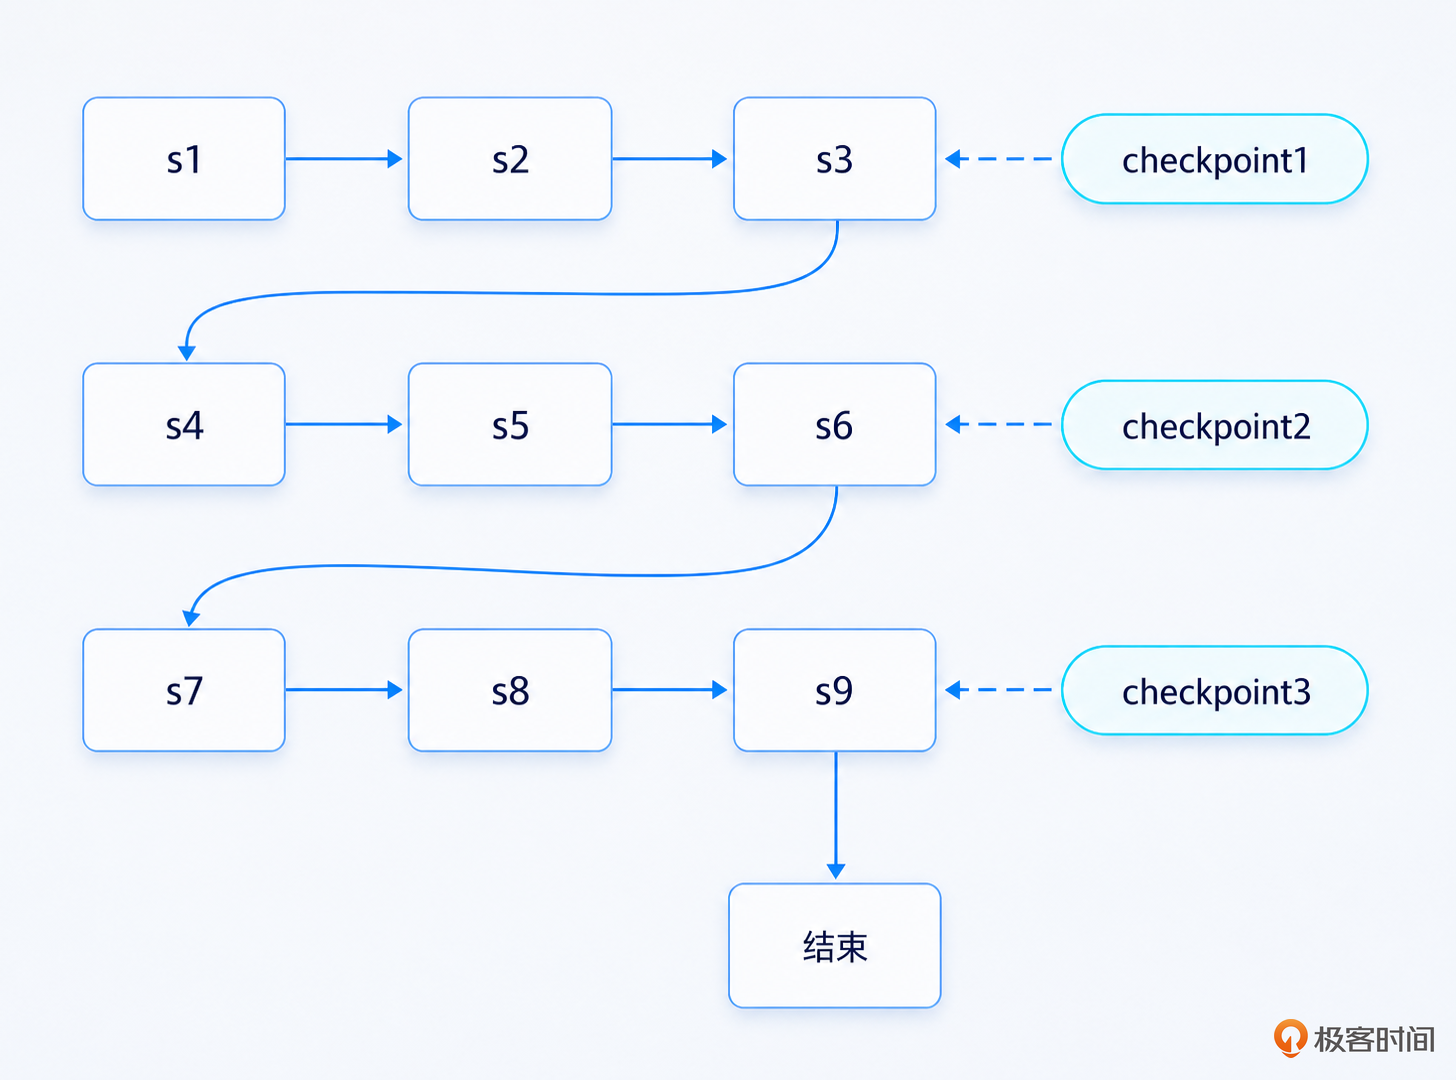 s1
s2
s3
checkpoint1
s4
s5
s6
checkpoint2
s7
s8
s9
checkpoint3
结束
极客时间